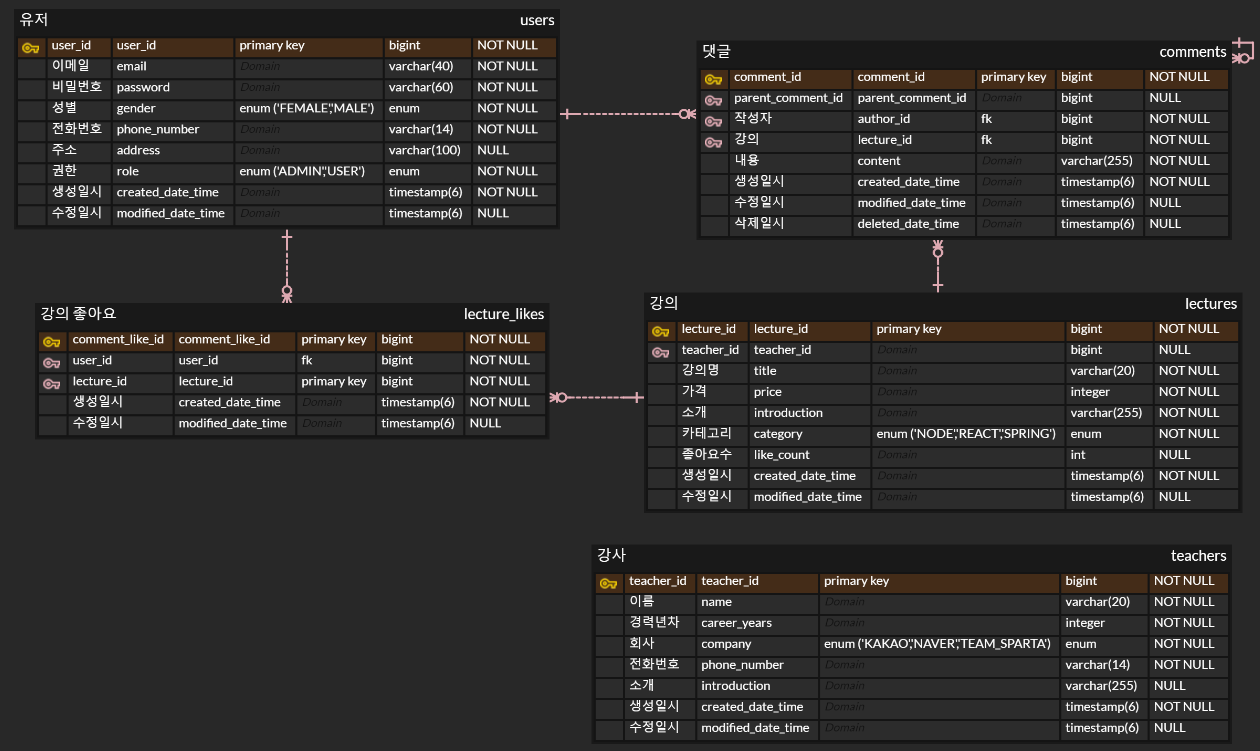 유저 users
user_id user_id primary key bigint NOT NULL
이메일 email Domain varchar(40) NOT NULL
비밀번호 password Domain varchar(60) NOT NULL
성별 gender enum ('FEMALE','MALE') enum NOT NULL
전화번호 phone_number Domain varchar(14) NOT NULL
주소 address Domain varchar(100) NULL
권한 role enum ('ADMIN','USER') enum NOT NULL
생성일시 created_date_time Domain timestamp(6) NOT NULL
수정일시 modified_date_time Domain timestamp(6) NULL
댓글 comments
comment_id comment_id primary key bigint NOT NULL
parent_comment_id parent_comment_id Domain bigint NULL
작성자 author_id fk bigint NOT NULL
강의 lecture_id fk bigint NOT NULL
내용 content Domain varchar(255) NOT NULL
생성일시 created_date_time Domain timestamp(6) NOT NULL
수정일시 modified_date_time Domain timestamp(6) NULL
삭제일시 deleted_date_time Domain timestamp(6) NULL
강의 좋아요 lecture_likes
comment_like_id comment_like_id primary key bigint NOT NULL
user_id user_id fk bigint NOT NULL
lecture_id lecture_id primary key bigint NOT NULL
생성일시 created_date_time Domain timestamp(6) NOT NULL
수정일시 modified_date_time Domain timestamp(6) NULL
강의 lectures
lecture_id lecture_id primary key bigint NOT NULL
teacher_id teacher_id Domain bigint NULL
강의명 title Domain varchar(20) NOT NULL
가격 price Domain integer NOT NULL
소개 introduction Domain varchar(255) NOT NULL
카테고리 category enum ('NODE','REACT','SPRING') enum NOT NULL
좋아요수 like_count Domain int NULL
생성일시 created_date_time Domain timestamp(6) NOT NULL
수정일시 modified_date_time Domain timestamp(6) NULL
강사 teachers
teacher_id teacher_id primary key bigint NOT NULL
이름 name Domain varchar(20) NOT NULL
경력년차 career_years Domain integer NOT NULL
회사 company enum ('KAKAO','NAVER','TEAM_SPARTA') enum NOT NULL
전화번호 phone_number Domain varchar(14) NOT NULL
소개 introduction Domain varchar(255) NULL
생성일시 created_date_time Domain timestamp(6) NOT NULL
수정일시 modified_date_time Domain timestamp(6) NULL